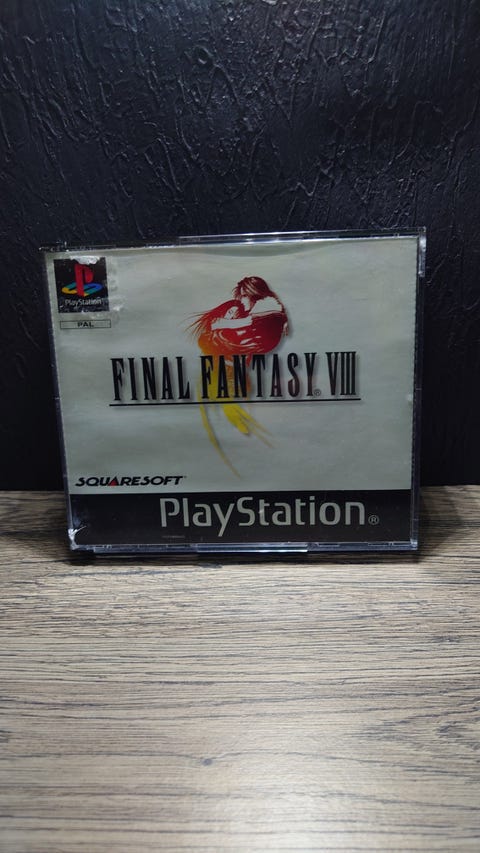 PlayStation
PAL
FINAL FANTASY® VIII
SQUARESOFT®
PlayStation®